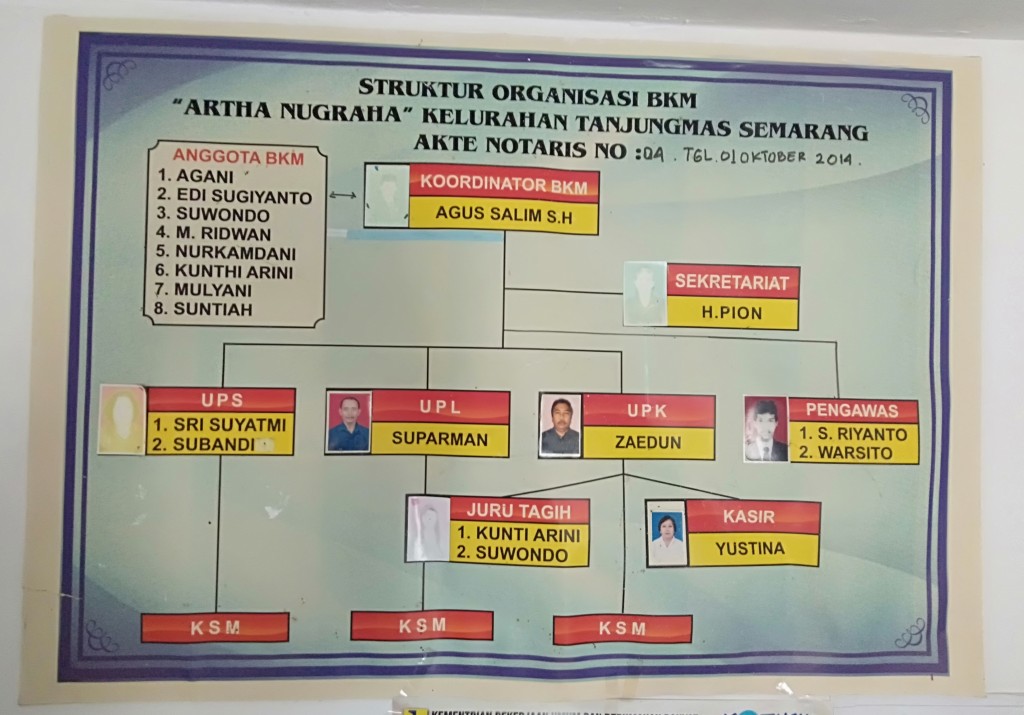 STRUKTUR ORGANISASI BKM
"ARTHA NUGRAHA" KELURAHAN TANJUNGMAS SEMARANG
AKTE NOTARIS NO : 04 . TGL. 01 OKTOBER 2014 .
ANGGOTA BKM
1. AGANI
2. EDI SUGIYANTO
3. SUWONDO
4. M. RIDWAN
5. NURKAMDANI
6. KUNTHI ARINI
7. MULYANI
8. SUNTIAH
KOORDINATOR BKM
AGUS SALIM S.H
SEKRETARIAT
H.PION
UPS
1. SRI SUYATMI
2. SUBANDI
UPL
SUPARMAN
UPK
ZAEDUN
PENGAWAS
1. S. RIYANTO
2. WARSITO
JURU TAGIH
1. KUNTI ARINI
2. SUWONDO
KASIR
YUSTINA
KSM
KSM
KSM